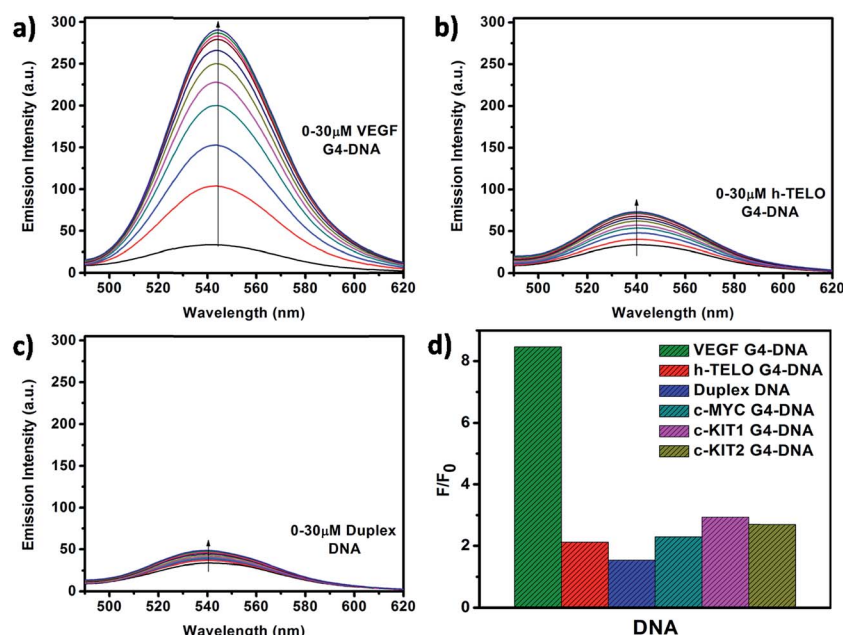 a)
300
250
200
150
100
50
0
Emission Intensity (a.u.)
0-30μM VEGF
G4-DNA
500 520 540 560 580 600 620
Wavelength (nm)
b)
300
250
200
150
100
50
0
Emission Intensity (a.u.)
0-30μM h-TELO
G4-DNA
500 520 540 560 580 600 620
Wavelength (nm)
c)
300
250
200
150
100
50
0
Emission Intensity (a.u.)
0-30μM Duplex
DNA
500 520 540 560 580 600 620
Wavelength (nm)
d)
8
6
4
2
0
F/F0
VEGF G4-DNA
h-TELO G4-DNA
Duplex DNA
c-MYC G4-DNA
c-KIT1 G4-DNA
c-KIT2 G4-DNA
DNA